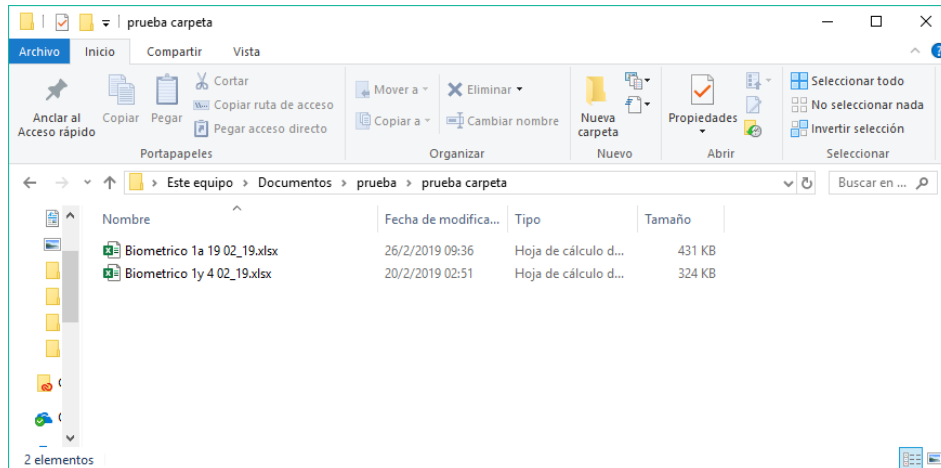 prueba carpeta
Archivo Inicio Compartir Vista
Anclar al Acceso rápido
Copiar
Pegar
Cortar
Copiar ruta de acceso
Pegar acceso directo
Portapapeles
Mover a
Copiar a
Eliminar
Cambiar nombre
Organizar
Nueva carpeta
Nuevo
Propiedades
Abrir
Seleccionar todo
No seleccionar nada
Invertir selección
Seleccionar
Este equipo > Documentos > prueba > prueba carpeta
Buscar en ...
Nombre Fecha de modifica... Tipo Tamaño
Biometrico 1a 19 02_19.xlsx 26/2/2019 09:36 Hoja de cálculo d... 431 KB
Biometrico 1y 4 02_19.xlsx 20/2/2019 02:51 Hoja de cálculo d... 324 KB
2 elementos